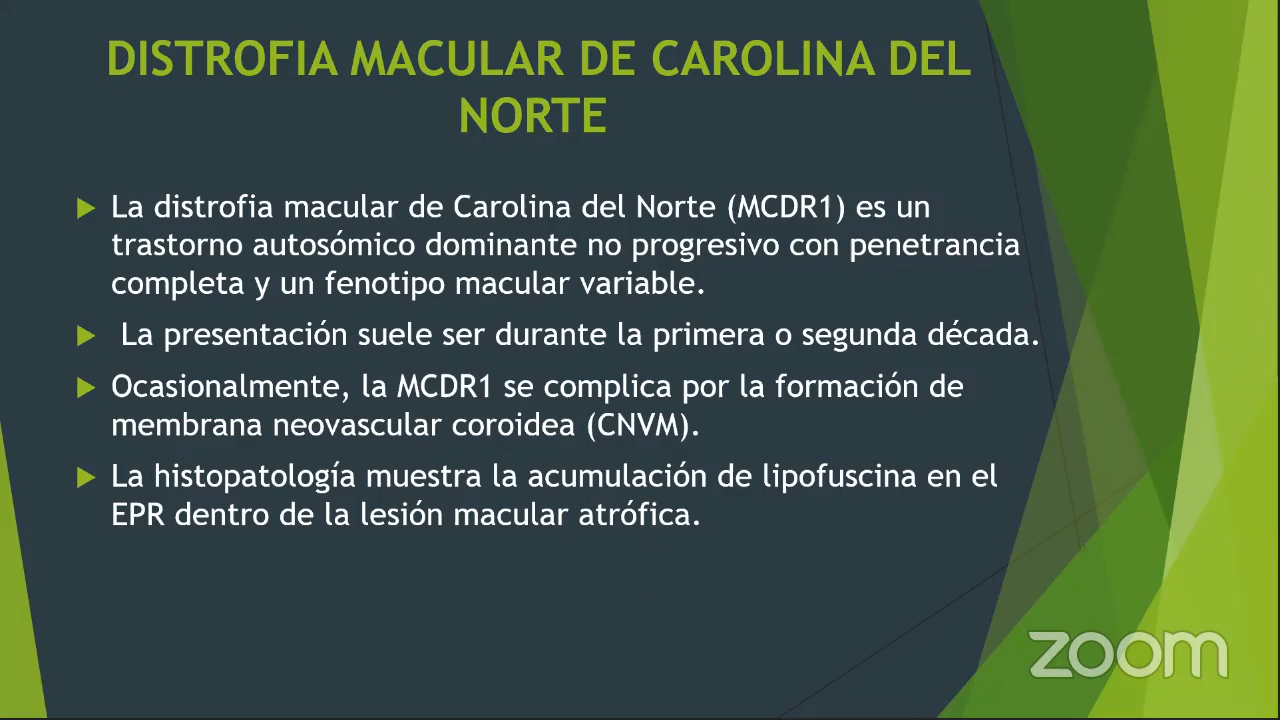 DISTROFIA MACULAR DE CAROLINA DEL
NORTE
La distrofia macular de Carolina del Norte (MCDR1) es un
trastorno autosómico dominante no progresivo con penetrancia
completa y un fenotipo macular variable.
La presentación suele ser durante la primera o segunda década.
Ocasionalmente, la MCDR1 se complica por la formación de
membrana neovascular coroidea (CNVM).
La histopatología muestra la acumulación de lipofuscina en el
EPR dentro de la lesión macular atrófica.
zoom